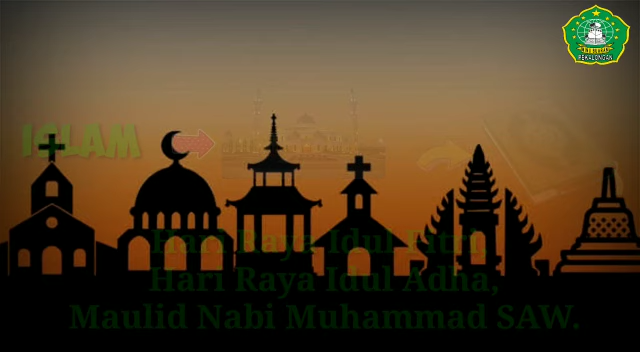 PEKALONGAN
ISLAM
Hari Raya Idul Fitri
Hari Raya Idul Adha,
Maulid Nabi Muhammad SAW.